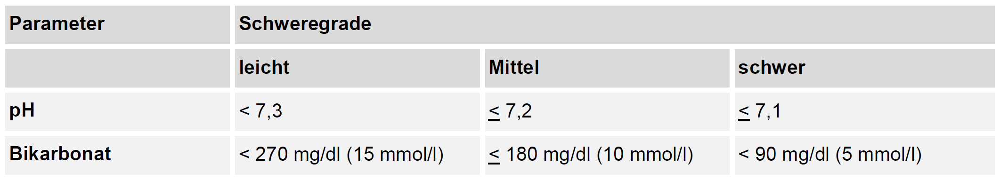 Parameter Schweregrade
leicht Mittel schwer
pH < 7,3 ≤ 7,2 ≤ 7,1
Bikarbonat < 270 mg/dl (15 mmol/l) ≤ 180 mg/dl (10 mmol/l) < 90 mg/dl (5 mmol/l)